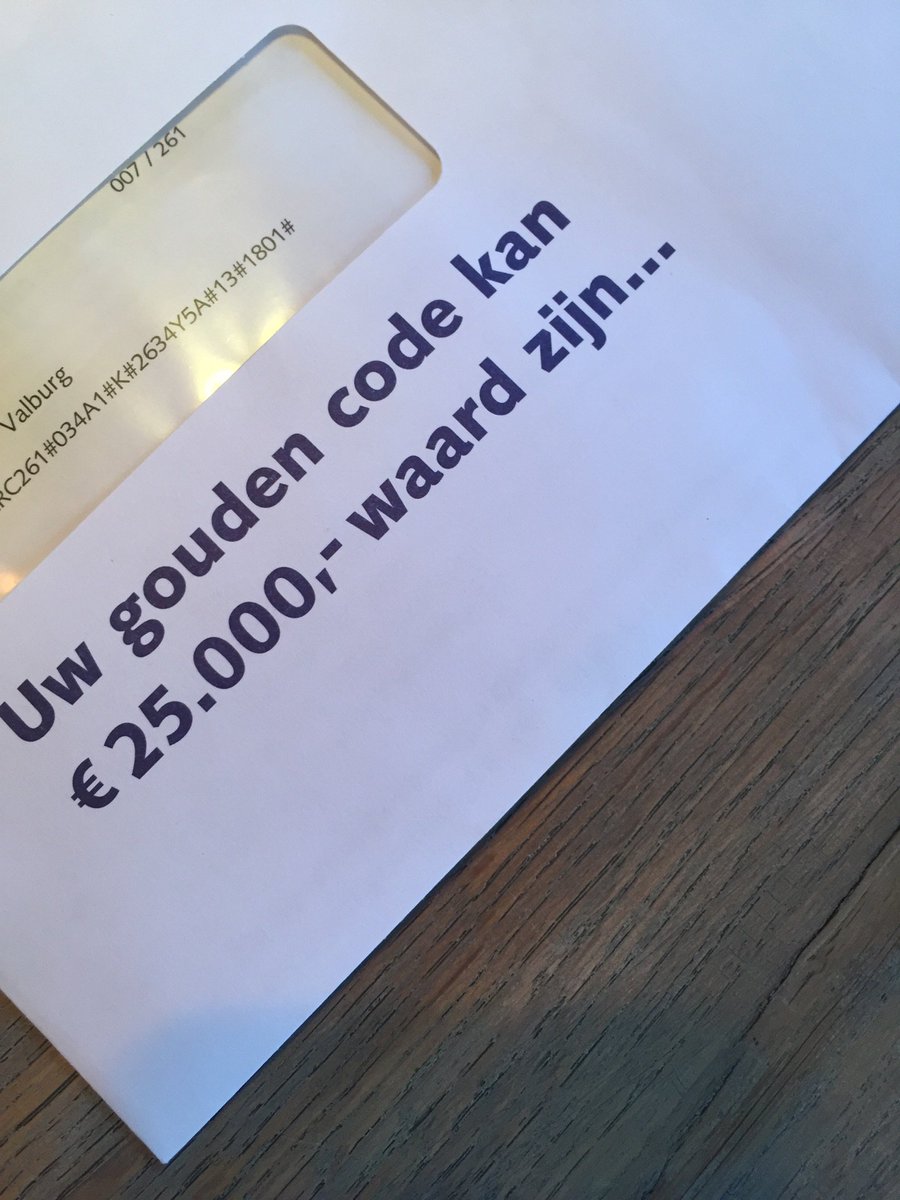 007 / 261
Valburg
RC261#034A1#K#2634Y5A#13#1801#
Uw gouden code kan
€ 25.000,- waard zijn...